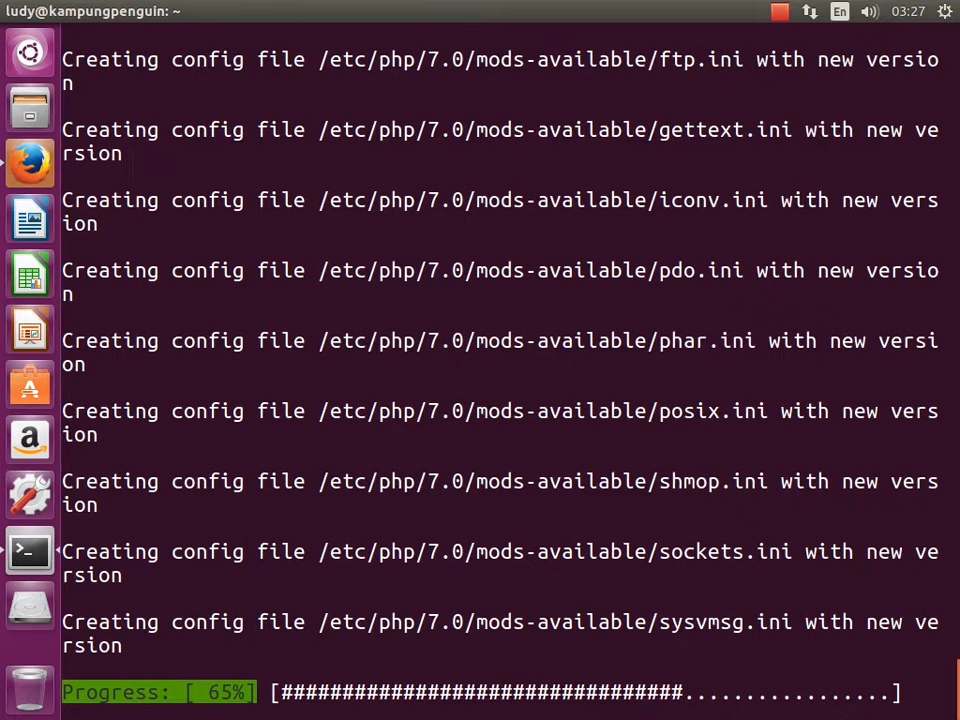 ludy@kampungpenguin: ~
En
03:27
Creating config file /etc/php/7.0/mods-available/ftp.ini with new versio
n
Creating config file /etc/php/7.0/mods-available/gettext.ini with new ve
rsion
Creating config file /etc/php/7.0/mods-available/iconv.ini with new vers
ion
Creating config file /etc/php/7.0/mods-available/pdo.ini with new versio
n
Creating config file /etc/php/7.0/mods-available/phar.ini with new versi
on
Creating config file /etc/php/7.0/mods-available/posix.ini with new vers
ion
Creating config file /etc/php/7.0/mods-available/shmop.ini with new vers
ion
Creating config file /etc/php/7.0/mods-available/sockets.ini with new ve
rsion
Creating config file /etc/php/7.0/mods-available/sysvmsg.ini with new ve
rsion
Progress: [ 65%] [#################################.................]